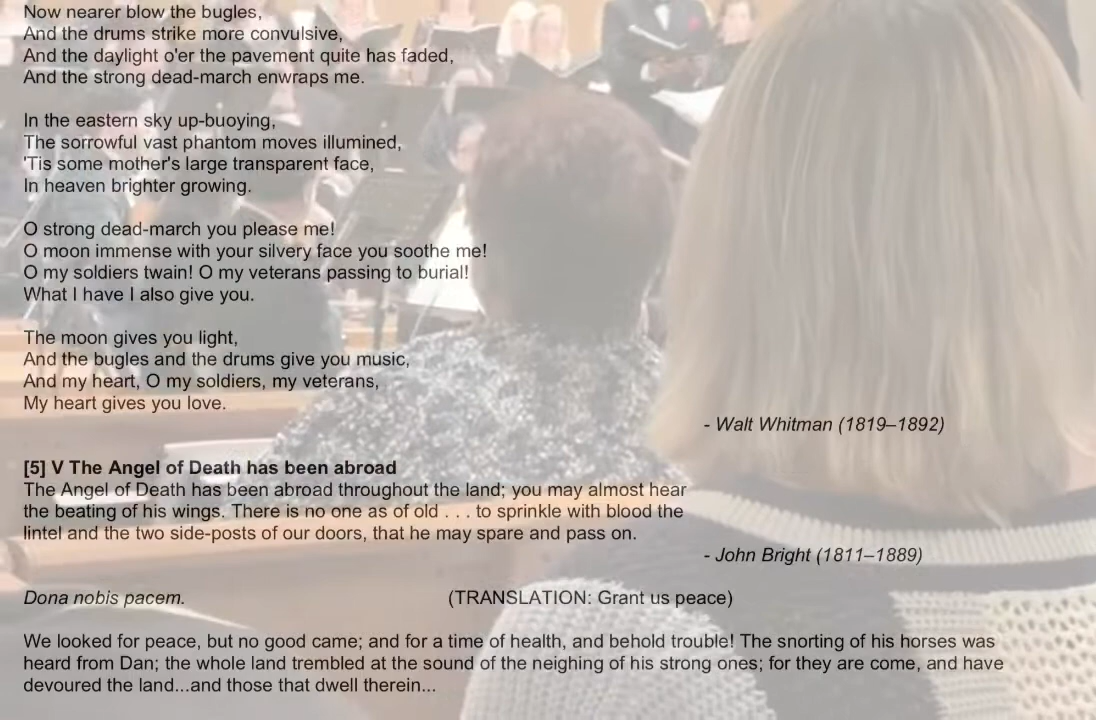 Now nearer blow the bugles,
And the drums strike more convulsive,
And the daylight o'er the pavement quite has faded,
And the strong dead-march enwraps me.
In the eastern sky up-buoying,
The sorrowful vast phantom moves illumined,
'Tis some mother's large transparent face,
In heaven brighter growing.
O strong dead-march you please me!
O moon immense with your silvery face you soothe me!
O my soldiers twain! O my veterans passing to burial!
What I have I also give you.
The moon gives you light,
And the bugles and the drums give you music,
And my heart, O my soldiers, my veterans,
My heart gives you love.
- Walt Whitman (1819–1892)
[5] V The Angel of Death has been abroad
The Angel of Death has been abroad throughout the land; you may almost hear
the beating of his wings. There is no one as of old . . . to sprinkle with blood the
lintel and the two side-posts of our doors, that he may spare and pass on.
- John Bright (1811–1889)
Dona nobis pacem. (TRANSLATION: Grant us peace)
We looked for peace, but no good came; and for a time of health, and behold trouble! The snorting of his horses was
heard from Dan; the whole land trembled at the sound of the neighing of his strong ones; for they are come, and have
devoured the land...and those that dwell therein...